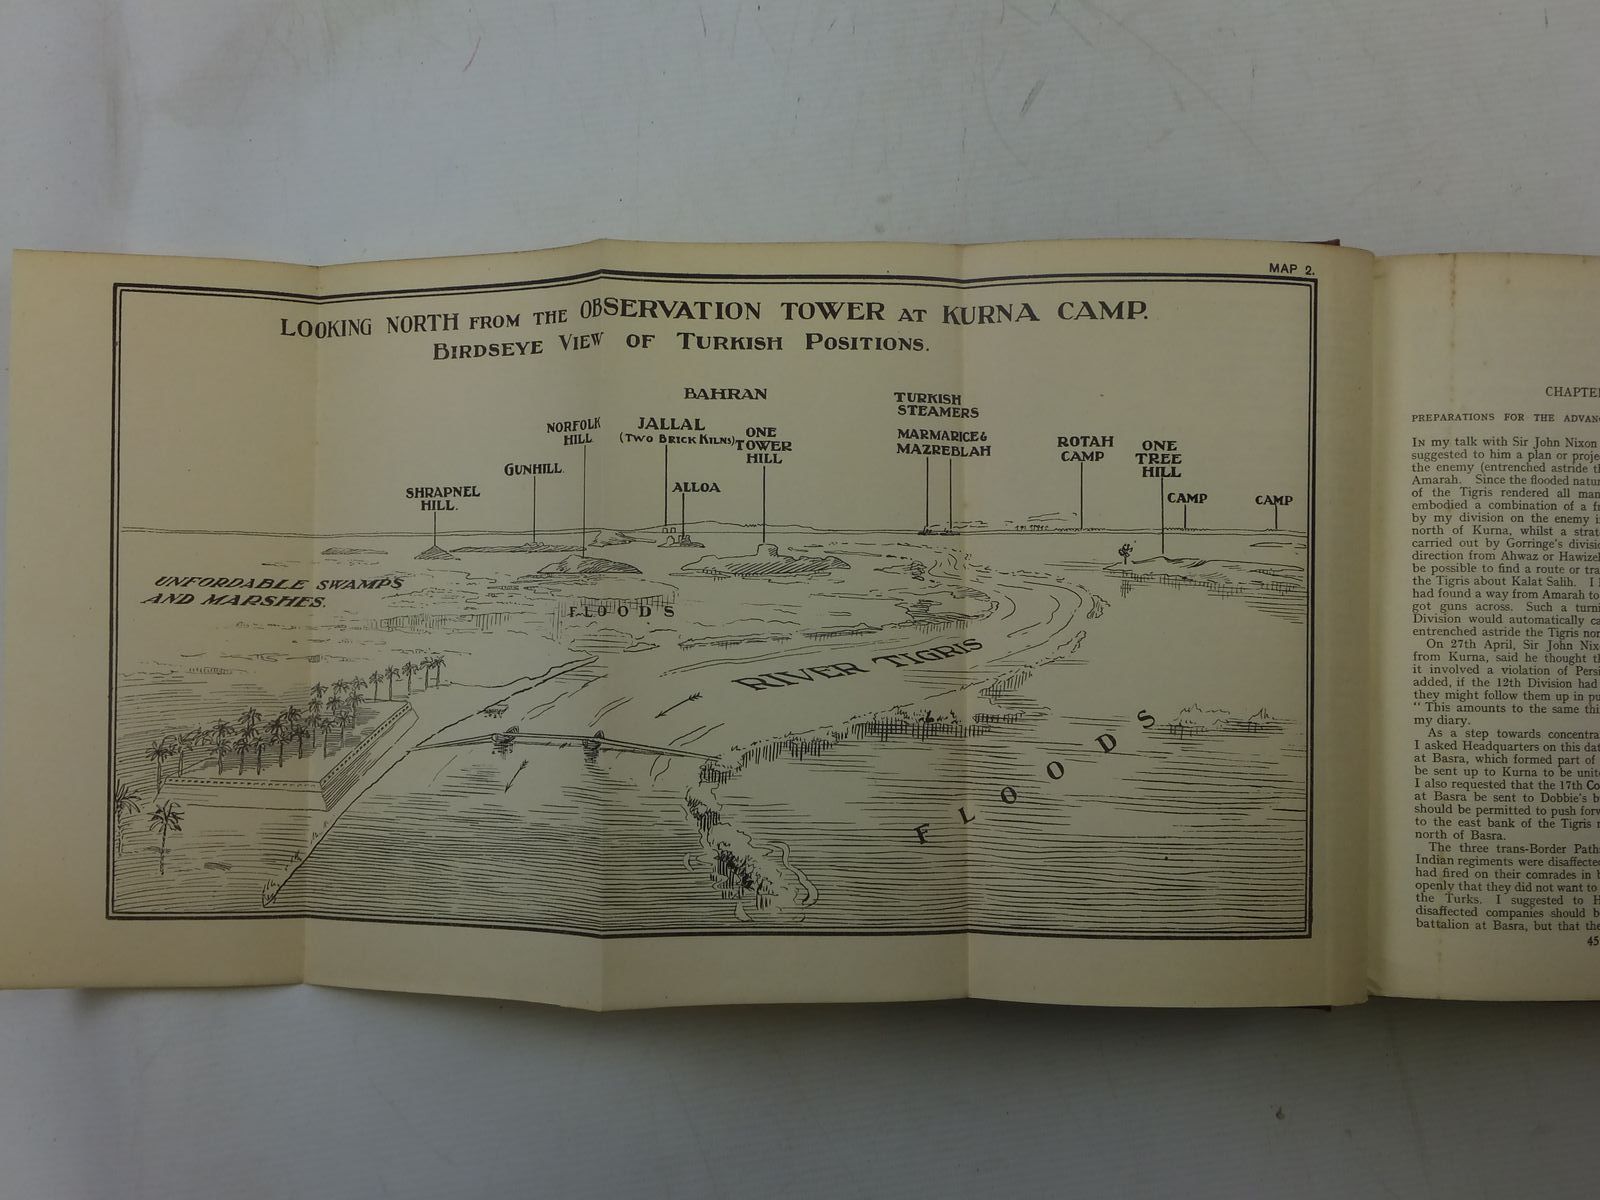 MAP 2.
LOOKING NORTH FROM THE OBSERVATION TOWER AT KURNA CAMP.
BIRDSEYE VIEW OF TURKISH POSITIONS.
BAHRAN
TURKISH
STEAMERS
MARMARICE &
MAZREBLAH
NORFOLK
HILL
JALLAL
(TWO BRICK KILNS)
ONE
TOWER
HILL
ROTAH
CAMP
ONE
TREE
HILL
GUNHILL.
SHRAPNEL
HILL.
ALLOA
CAMP
CAMP
UNFORDABLE SWAMPS
AND MARSHES.
FLOODS
RIVER TIGRIS
FLOODS
CHAPTE
PREPARATIONS FOR THE ADVAN
IN my talk with Sir John Nixon
suggested to him a plan or proje
the enemy (entrenched astride t
Amarah. Since the flooded natu
of the Tigris rendered all man
embodied a combination of a f
by my division on the enemy i
north of Kurna, whilst a strat
carried out by Gorringe's divisi
direction from Ahwaz or Hawize
be possible to find a route or tra
the Tigris about Kalat Salih. I
had found a way from Amarah to
got guns across. Such a turni
Division would automatically ca
entrenched astride the Tigris nor
On 27th April, Sir John Nix
from Kurna, said he thought t
it involved a violation of Persi
added, if the 12th Division had
they might follow them up in pu
" This amounts to the same thi
my diary.
As a step towards concentra
I asked Headquarters on this dat
at Basra, which formed part of
be sent up to Kurna to be unit
I also requested that the 17th Co
at Basra be sent to Dobbie's b
should be permitted to push forw
to the east bank of the Tigris
north of Basra.
The three trans-Border Path
Indian regiments were disaffecte
had fired on their comrades in
openly that they did not want to
the Turks. I suggested to H
disaffected companies should b
battalion at Basra, but that the
45